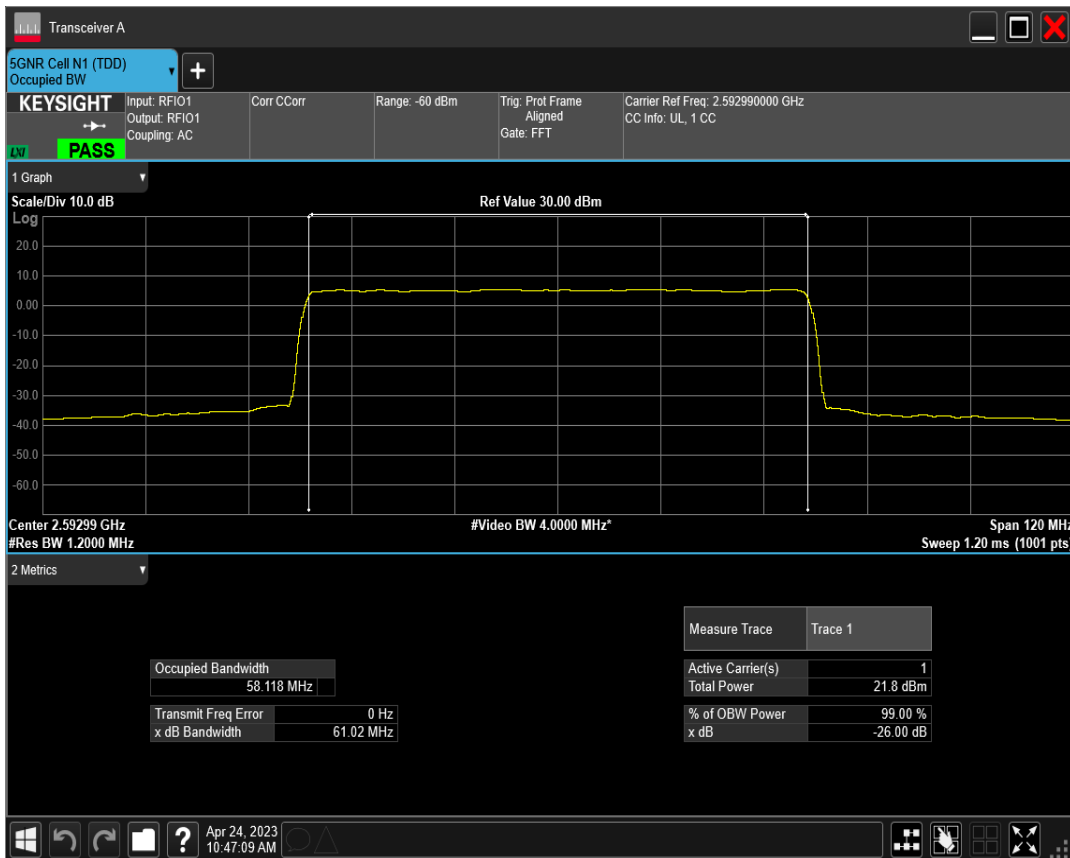 Transceiver A
5GNR Cell N1 (TDD)
Occupied BW
+
KEYSIGHT
LXI
PASS
Input: RFIO1
Output: RFIO1
Coupling: AC
Corr CCorr
Range: -60 dBm
Trig: Prot Frame
Aligned
Gate: FFT
Carrier Ref Freq: 2.592990000 GHz
CC Info: UL, 1 CC
1 Graph
Scale/Div 10.0 dB
Ref Value 30.00 dBm
Log
20.0
10.0
0.00
-10.0
-20.0
-30.0
-40.0
-50.0
-60.0
Center 2.59299 GHz
#Video BW 4.0000 MHz*
Span 120 MHz
#Res BW 1.2000 MHz
Sweep 1.20 ms (1001 pts)
2 Metrics
Measure Trace Trace 1
Occupied Bandwidth
58.118 MHz
Active Carrier(s) 1
Total Power 21.8 dBm
Transmit Freq Error 0 Hz
x dB Bandwidth 61.02 MHz
% of OBW Power 99.00 %
x dB -26.00 dB
?
Apr 24, 2023
10:47:09 AM